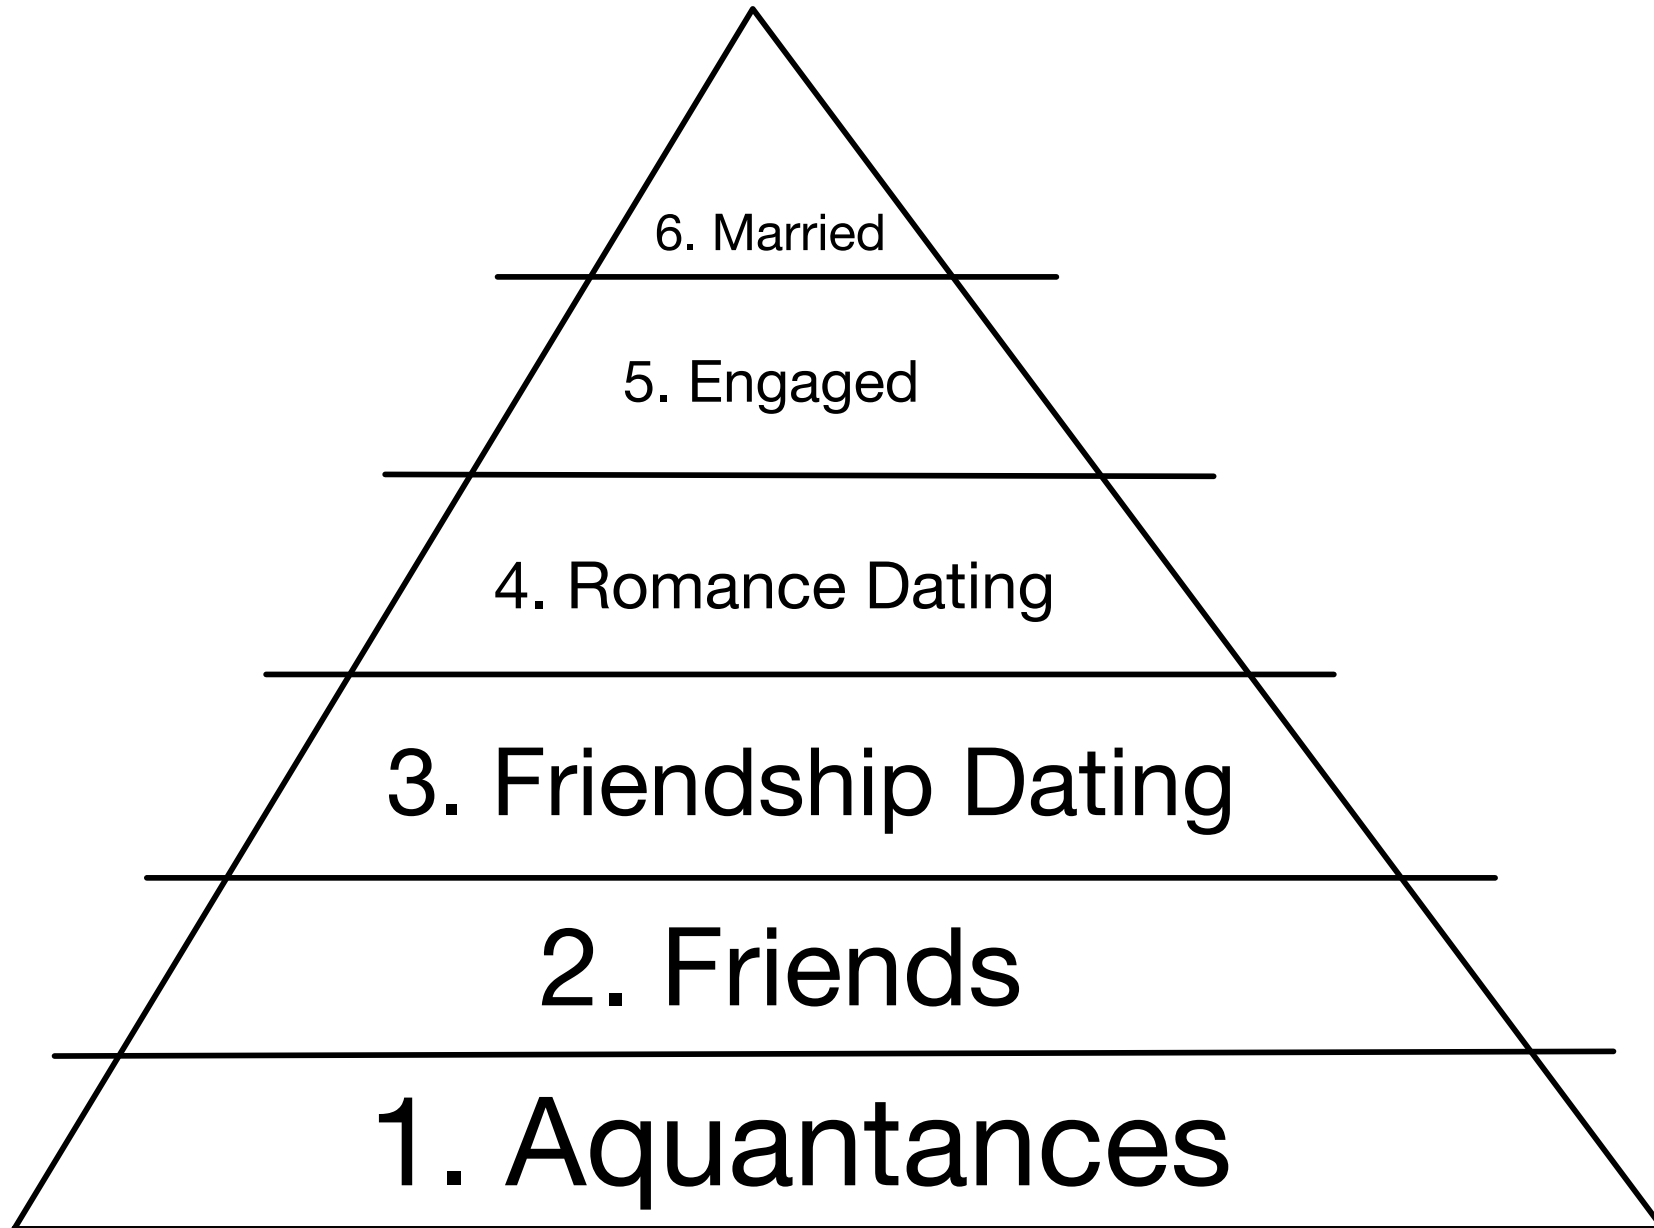 6. Married
5. Engaged
4. Romance Dating
3. Friendship Dating
2. Friends
1. Aquantances